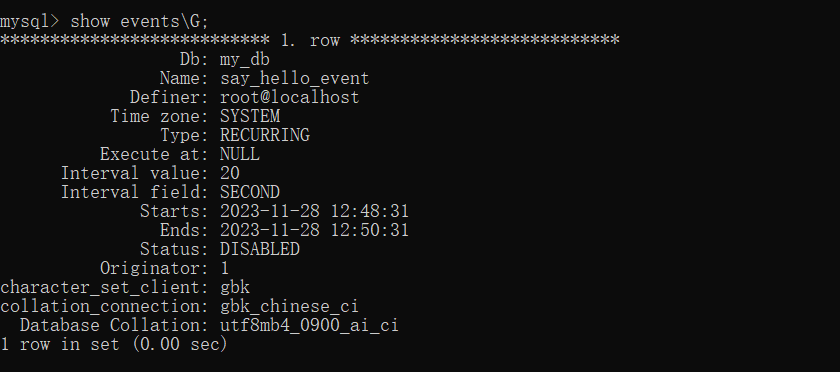 mysql> show events\G;
*************************** 1. row ***************************
Db: my_db
Name: say_hello_event
Definer: root@localhost
Time zone: SYSTEM
Type: RECURRING
Execute at: NULL
Interval value: 20
Interval field: SECOND
Starts: 2023-11-28 12:48:31
Ends: 2023-11-28 12:50:31
Status: DISABLED
Originator: 1
character_set_client: gbk
collation_connection: gbk_chinese_ci
Database Collation: utf8mb4_0900_ai_ci
1 row in set (0.00 sec)